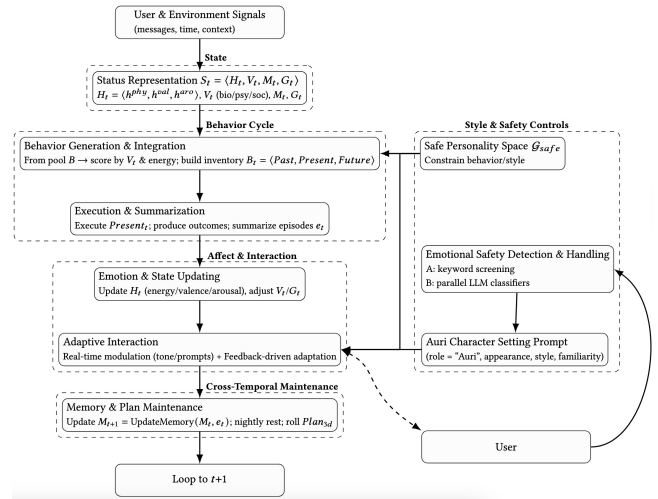 User & Environment Signals
(messages, time, context)
State
Status Representation S_t = ⟨H_t, V_t, M_t, G_t⟩
H_t = ⟨h^phy, h^val, h^aro⟩, V_t (bio/psy/soc), M_t, G_t
Behavior Cycle
Behavior Generation & Integration
From pool B → score by V_t & energy; build inventory B_t = ⟨Past, Present, Future⟩
Execution & Summarization
Execute Present_t; produce outcomes; summarize episodes e_t
Affect & Interaction
Emotion & State Updating
Update H_t (energy/valence/arousal), adjust V_t/G_t
Adaptive Interaction
Real-time modulation (tone/prompts) + Feedback-driven adaptation
Cross-Temporal Maintenance
Memory & Plan Maintenance
Update M_t+1 = UpdateMemory(M_t, e_t); nightly rest; roll Plan_3d
Loop to t+1
Style & Safety Controls
Safe Personality Space 𝒢_safe
Constrain behavior/style
Emotional Safety Detection & Handling
A: keyword screening
B: parallel LLM classifiers
Auri Character Setting Prompt
(role = "Auri", appearance, style, familiarity)
User